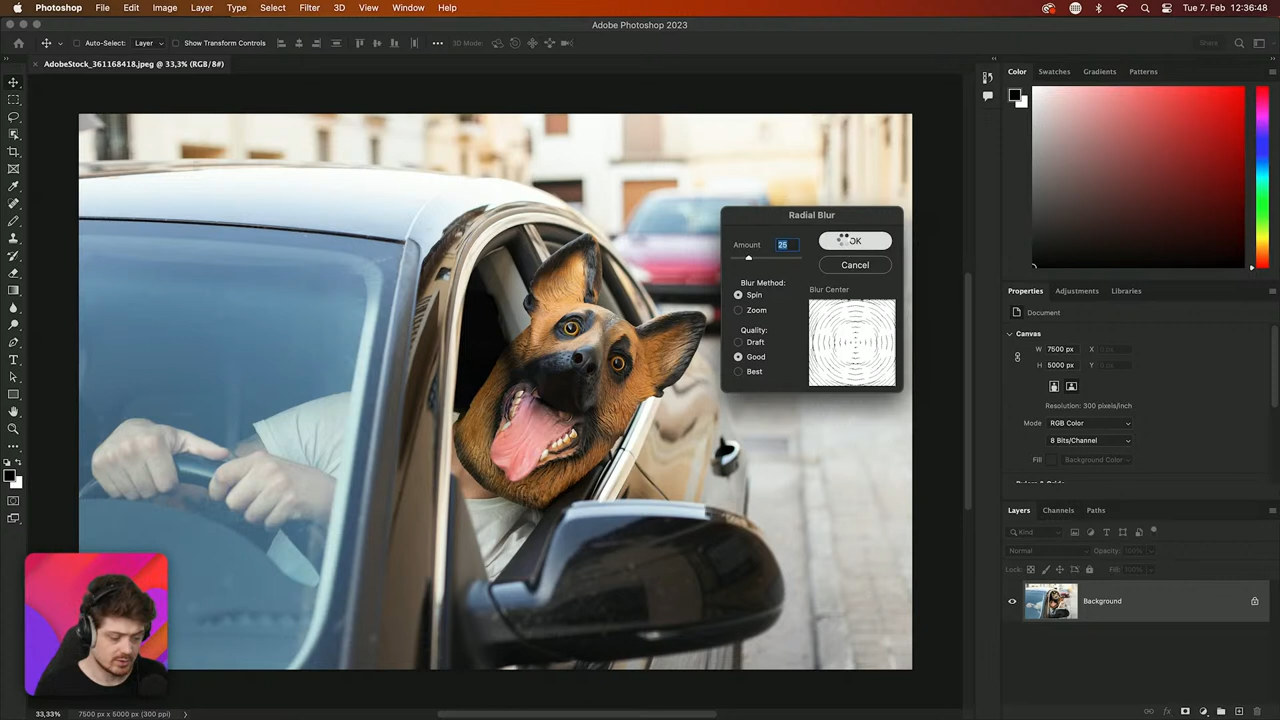 Photoshop File Edit Image Layer Type Select Filter 3D View Window Help
Tue 7. Feb 12:36:48
Adobe Photoshop 2023
Auto-Select: Layer Show Transform Controls
3D Mode:
Share
AdobeStock_361168418.jpeg @ 33,3% (RGB/8#)
Color Swatches Gradients Patterns
Radial Blur
Amount 25
OK
Cancel
Blur Method:
Spin
Zoom
Quality:
Draft
Good
Best
Blur Center
Properties Adjustments Libraries
Document
Canvas
W 7500 px X
H 5000 px Y
Resolution: 300 pixels/inch
Mode RGB Color
8 Bits/Channel
Fill Background Color
Layers Channels Paths
Kind
Normal Opacity: 100%
Lock: Fill: 100%
Background
33,33% 7500 px x 5000 px (300 ppi)